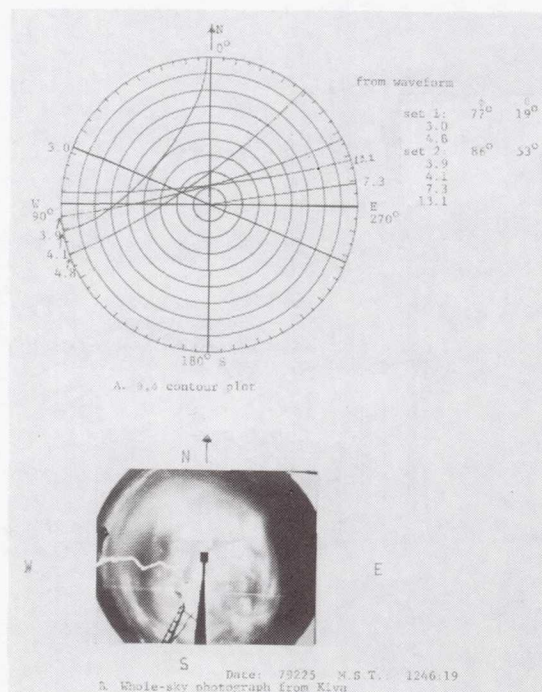 N
0°
from waveform
set 1: 77° 19°
3.0
4.8
set 2: 86° 53°
3.9
4.1
7.3
13.1
3.0
13.1
7.3
W
90°
E
270°
3.9
4.1
4.8
180° S
contour plot
N
W
E
S
Date: 79225 M.S.T. 1246:19
B. Whole-sky photograph from Kiva